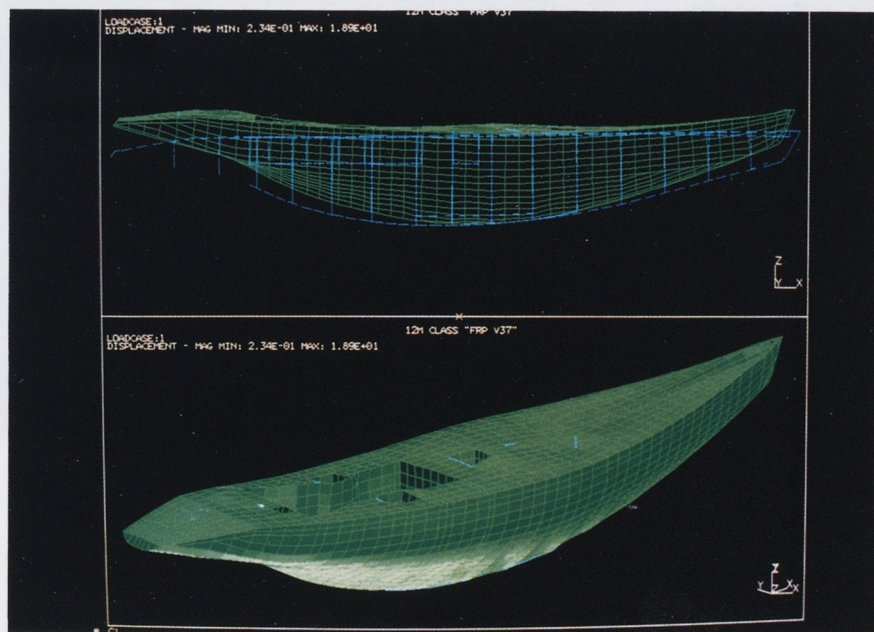 12M CLASS "FRP V37"
LOADCASE:1
DISPLACEMENT - MAG MIN: 2.34E-01 MAX: 1.89E+01
Z
Y X
12M CLASS "FRP V37"
LOADCASE:1
DISPLACEMENT - MAG MIN: 2.34E-01 MAX: 1.89E+01
Z
Y Z X X